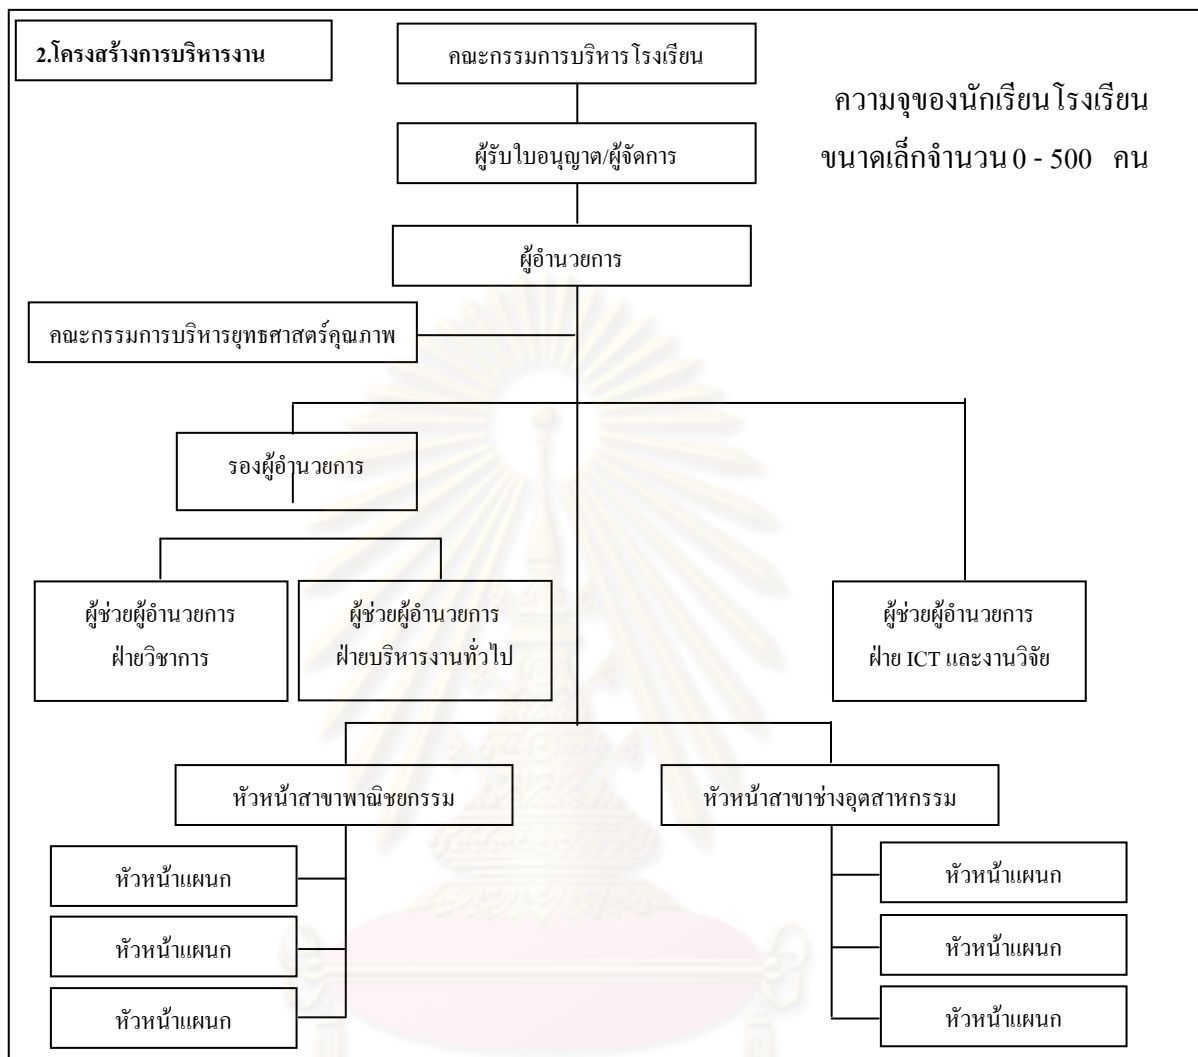 2.โครงสร้างการบริหารงาน
คณะกรรมการบริหารโรงเรียน
ความจุของนักเรียนโรงเรียน
ขนาดเล็กจำนวน 0 - 500 คน
ผู้รับใบอนุญาต/ผู้จัดการ
ผู้อำนวยการ
คณะกรรมการบริหารยุทธศาสตร์คุณภาพ
รองผู้อำนวยการ
ผู้ช่วยผู้อำนวยการ
ฝ่ายวิชาการ
ผู้ช่วยผู้อำนวยการ
ฝ่ายบริหารงานทั่วไป
ผู้ช่วยผู้อำนวยการ
ฝ่าย ICT และงานวิจัย
หัวหน้าสาขาพาณิชยกรรม
หัวหน้าสาขาช่างอุตสาหกรรม
หัวหน้าแผนก
หัวหน้าแผนก
หัวหน้าแผนก
หัวหน้าแผนก
หัวหน้าแผนก
หัวหน้าแผนก